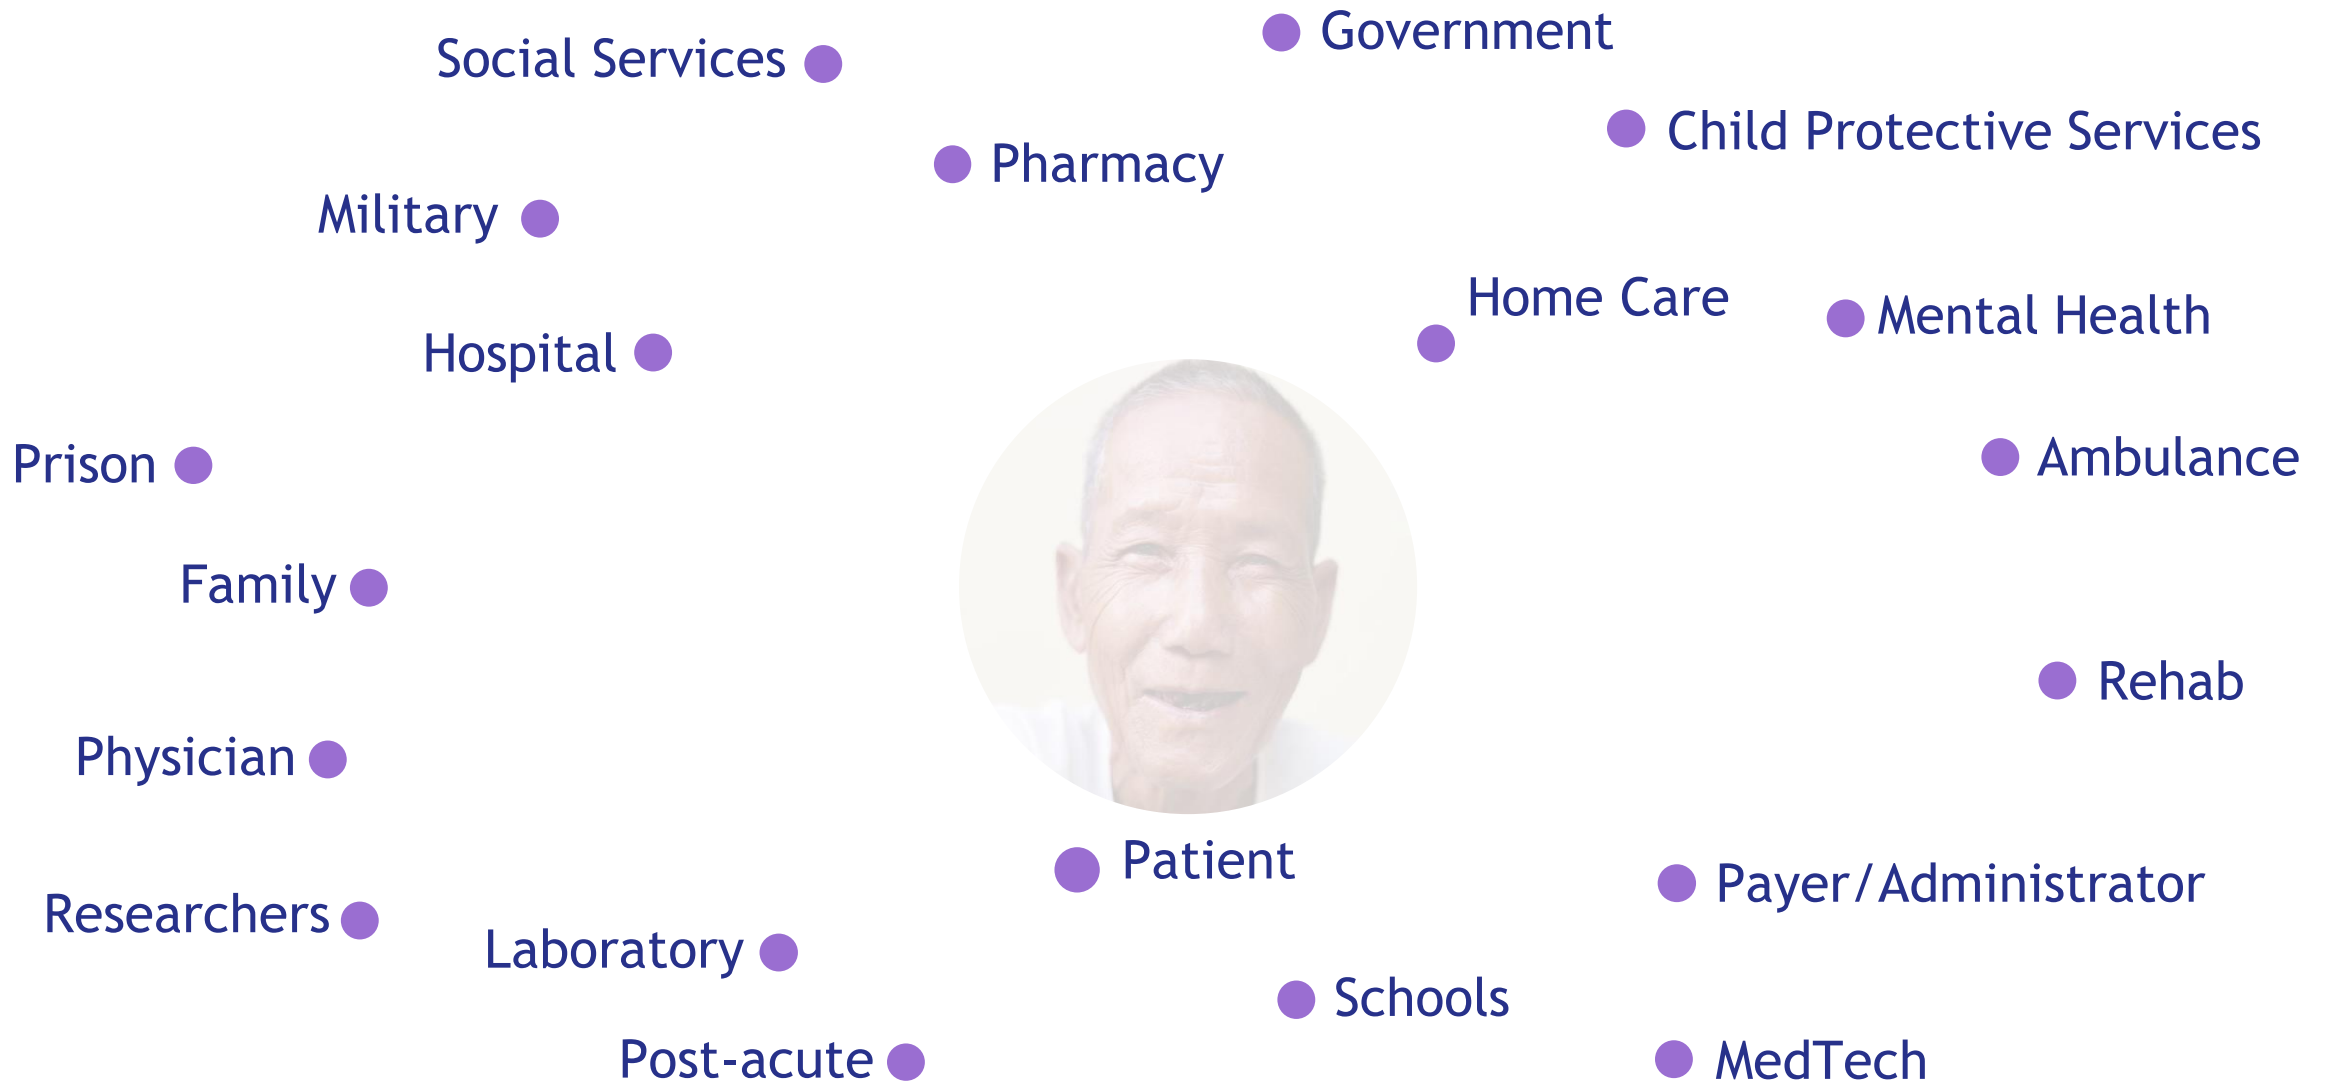 Government
Social Services
Child Protective Services
Pharmacy
Military
Home Care
Mental Health
Hospital
Prison
Ambulance
Family
Rehab
Physician
Patient
Payer/Administrator
Researchers
Laboratory
Schools
Post-acute
MedTech